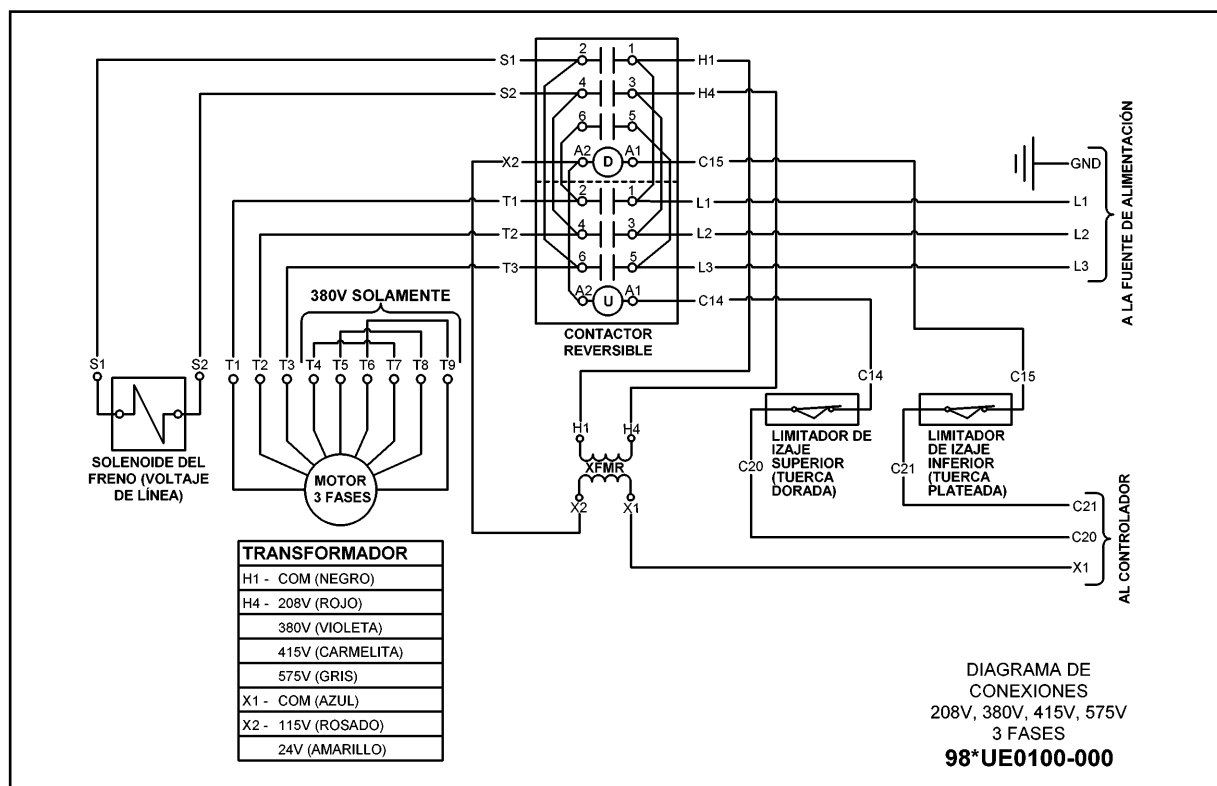 S1 2 1 H1
S2 4 3 H4
6 5
X2 A2 D A1 C15 GND
T1 2 1 L1 L1
T2 4 3 L2 L2
T3 6 5 L3 L3
A2 U A1 C14
A LA FUENTE DE ALIMENTACIÓN
CONTACTOR
REVERSIBLE
380V SOLAMENTE
S1 S2 T1 T2 T3 T4 T5 T6 T7 T8 T9
C14 C15
SOLENOIDE DEL
FRENO (VOLTAJE
DE LÍNEA)
MOTOR
3 FASES
H1 H4
XFMR
X2 X1
LIMITADOR DE
IZAJE
SUPERIOR
(TUERCA
DORADA)
C20
LIMITADOR
DE IZAJE
INFERIOR
(TUERCA
PLATEADA)
C21
C21
C20
X1
AL CONTROLADOR
TRANSFORMADOR
H1 - COM (NEGRO)
H4 - 208V (ROJO)
380V (VIOLETA)
415V (CARMELITA)
575V (GRIS)
X1 - COM (AZUL)
X2 - 115V (ROSADO)
24V (AMARILLO)
DIAGRAMA DE
CONEXIONES
208V, 380V, 415V, 575V
3 FASES
98*UE0100-000